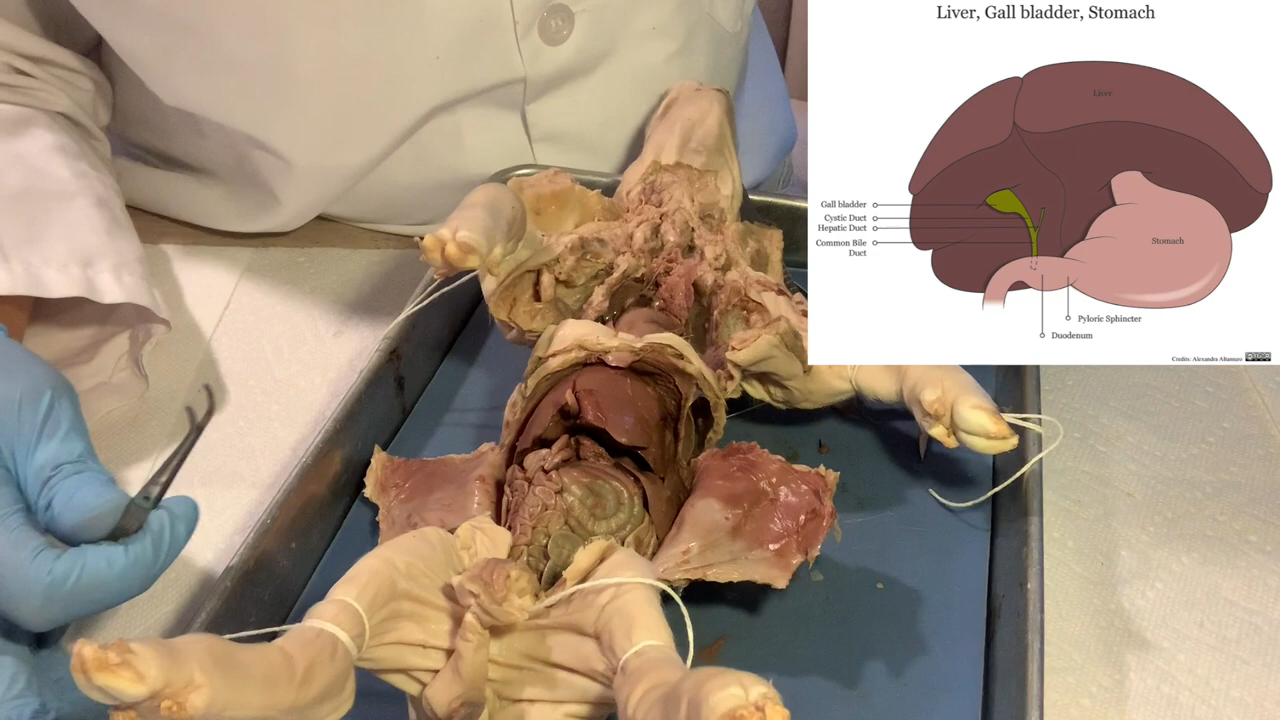 Liver, Gall bladder, Stomach
Liver
Gall bladder
Cystic Duct
Hepatic Duct
Common Bile
Duct
Stomach
Pyloric Sphincter
Duodenum
Credits: Alexandra Altamuro